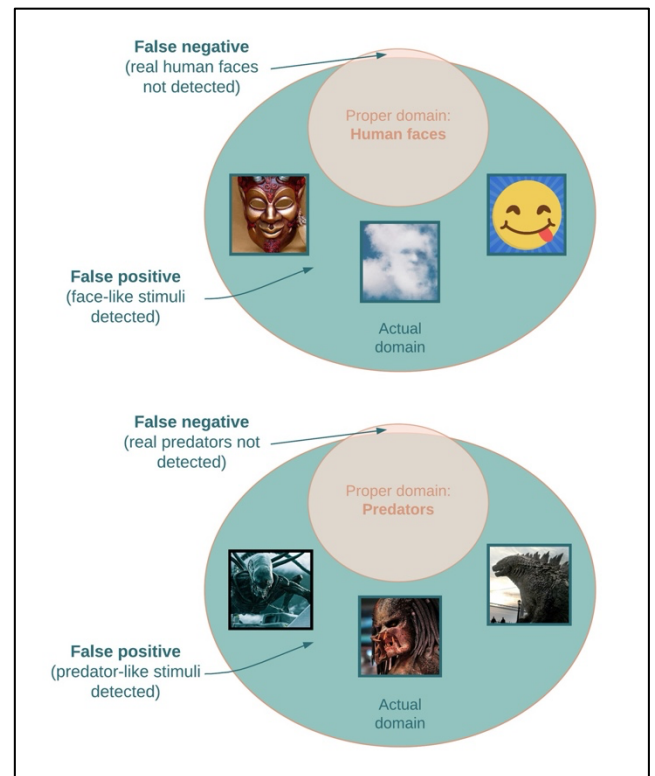 False negative
(real human faces
not detected)
Proper domain:
Human faces
False positive
(face-like stimuli
detected)
Actual
domain
False negative
(real predators not
detected)
Proper domain:
Predators
False positive
(predator-like stimuli
detected)
Actual
domain